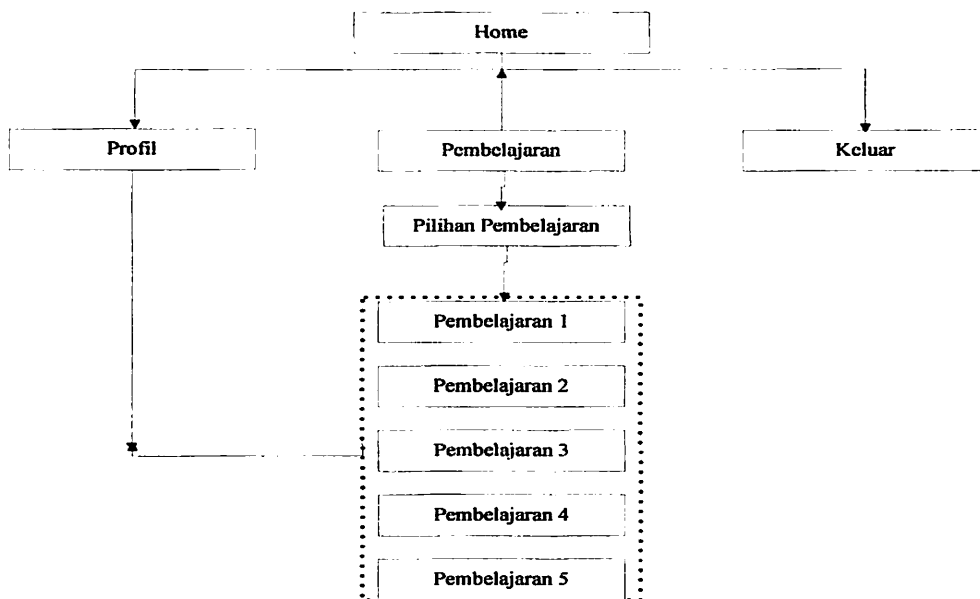 Home
Profil
Pembelajaran
Keluar
Pilihan Pembelajaran
Pembelajaran 1
Pembelajaran 2
Pembelajaran 3
Pembelajaran 4
Pembelajaran 5